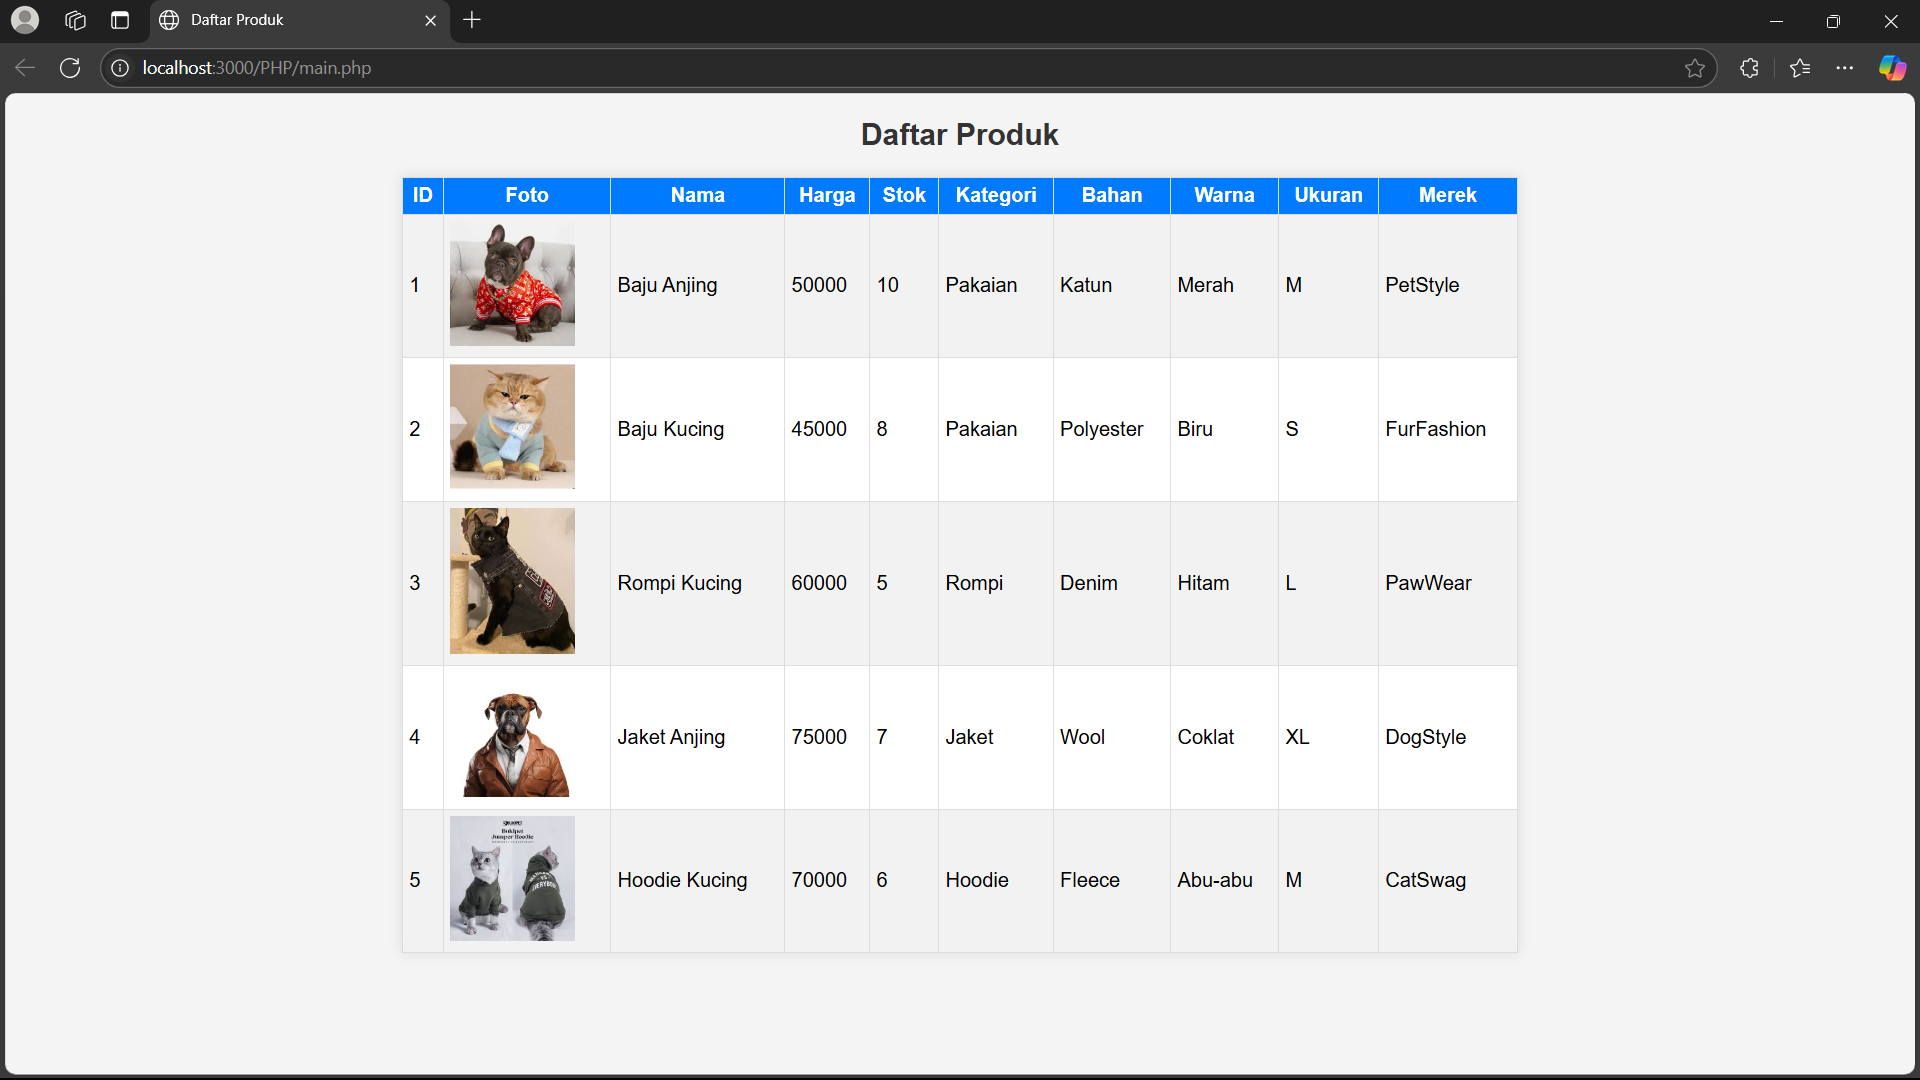 Daftar Produk
localhost:3000/PHP/main.php
Daftar Produk
ID Foto Nama Harga Stok Kategori Bahan Warna Ukuran Merek
1 Baju Anjing 50000 10 Pakaian Katun Merah M PetStyle
2 Baju Kucing 45000 8 Pakaian Polyester Biru S FurFashion
3 Rompi Kucing 60000 5 Rompi Denim Hitam L PawWear
4 Jaket Anjing 75000 7 Jaket Wool Coklat XL DogStyle
Jumper Hoodie
5 Hoodie Kucing 70000 6 Hoodie Fleece Abu-abu M CatSwag